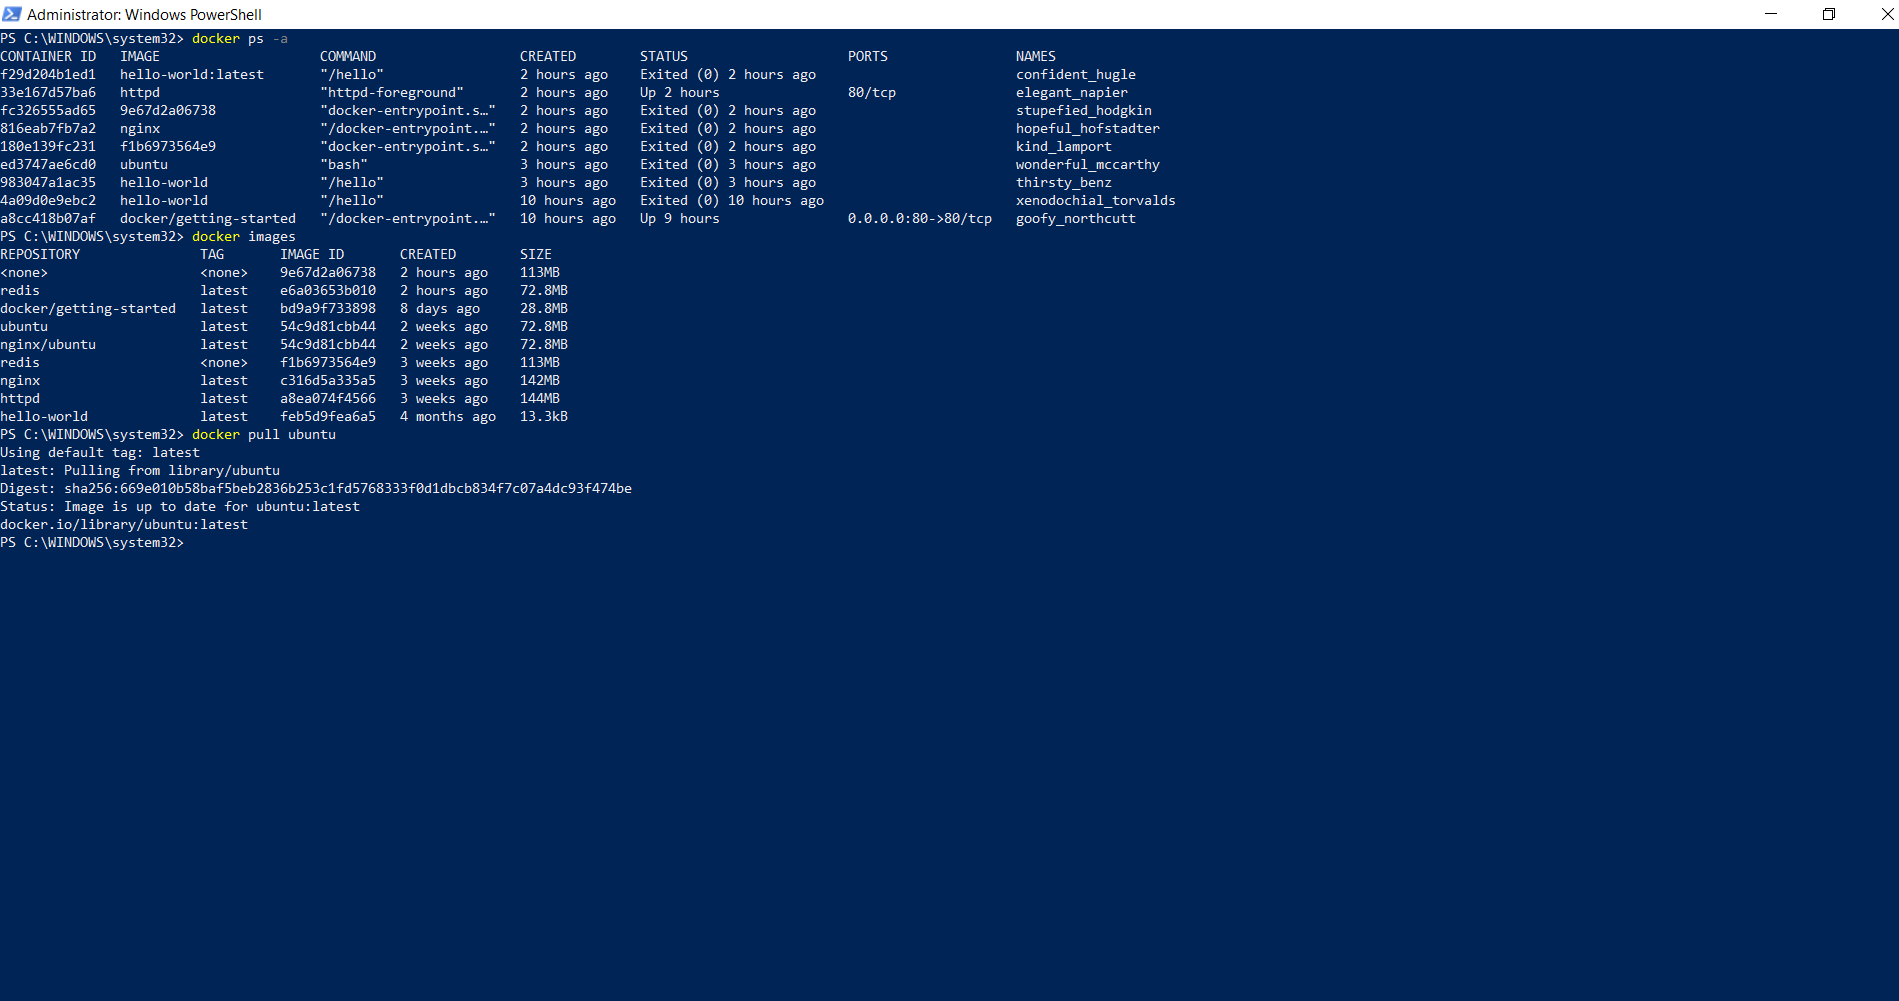 Administrator: Windows PowerShell
PS C:\WINDOWS\system32> docker ps -a
CONTAINER ID   IMAGE                    COMMAND                  CREATED        STATUS                    PORTS                NAMES
f29d204b1ed1   hello-world:latest       "/hello"                 2 hours ago    Exited (0) 2 hours ago                         confident_hugle
33e167d57ba6   httpd                    "httpd-foreground"       2 hours ago    Up 2 hours                80/tcp               elegant_napier
fc326555ad65   9e67d2a06738             "docker-entrypoint.s…"   2 hours ago    Exited (0) 2 hours ago                         stupefied_hodgkin
816eab7fb7a2   nginx                    "/docker-entrypoint.…"   2 hours ago    Exited (0) 2 hours ago                         hopeful_hofstadter
180e139fc231   f1b6973564e9             "docker-entrypoint.s…"   2 hours ago    Exited (0) 2 hours ago                         kind_lamport
ed3747ae6cd0   ubuntu                   "bash"                   3 hours ago    Exited (0) 3 hours ago                         wonderful_mccarthy
983047a1ac35   hello-world              "/hello"                 3 hours ago    Exited (0) 3 hours ago                         thirsty_benz
4a09d0e9ebc2   hello-world              "/hello"                 10 hours ago   Exited (0) 10 hours ago                        xenodochial_torvalds
a8cc418b07af   docker/getting-started   "/docker-entrypoint.…"   10 hours ago   Up 9 hours                0.0.0.0:80->80/tcp   goofy_northcutt
PS C:\WINDOWS\system32> docker images
REPOSITORY               TAG       IMAGE ID       CREATED        SIZE
<none>                   <none>    9e67d2a06738   2 hours ago    113MB
redis                    latest    e6a03653b010   2 hours ago    72.8MB
docker/getting-started   latest    bd9a9f733898   8 days ago     28.8MB
ubuntu                   latest    54c9d81cbb44   2 weeks ago    72.8MB
nginx/ubuntu             latest    54c9d81cbb44   2 weeks ago    72.8MB
redis                    <none>    f1b6973564e9   3 weeks ago    113MB
nginx                    latest    c316d5a335a5   3 weeks ago    142MB
httpd                    latest    a8ea074f4566   3 weeks ago    144MB
hello-world              latest    feb5d9fea6a5   4 months ago   13.3kB
PS C:\WINDOWS\system32> docker pull ubuntu
Using default tag: latest
latest: Pulling from library/ubuntu
Digest: sha256:669e010b58baf5beb2836b253c1fd5768333f0d1dbcb834f7c07a4dc93f474be
Status: Image is up to date for ubuntu:latest
docker.io/library/ubuntu:latest
PS C:\WINDOWS\system32>